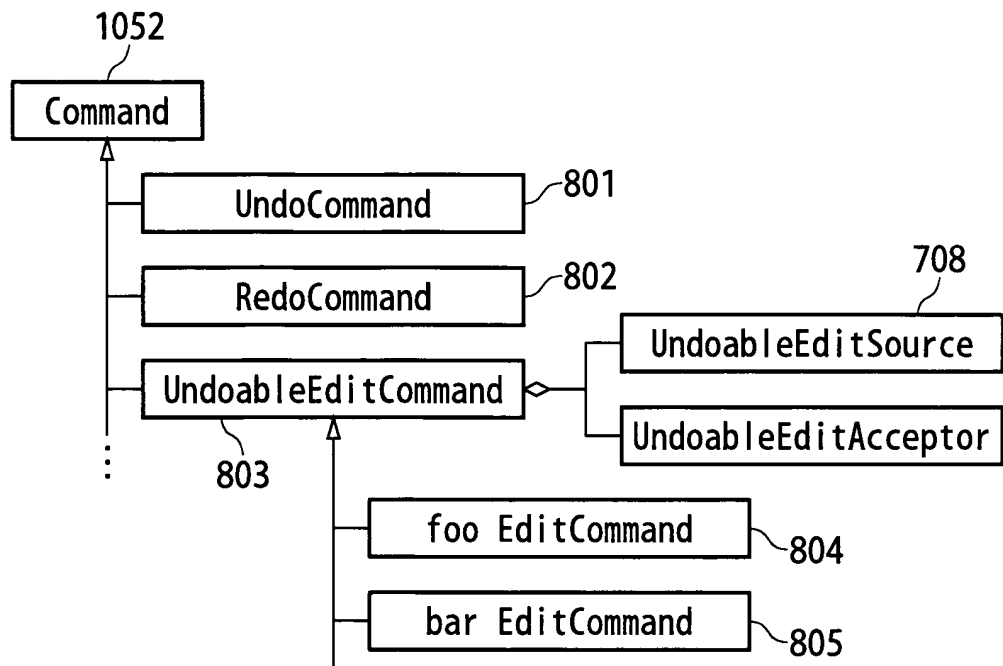 1052
Command
UndoCommand
801
RedoCommand
802
708
UndoableEditSource
UndoableEditCommand
UndoableEditAcceptor
803
foo EditCommand
804
bar EditCommand
805